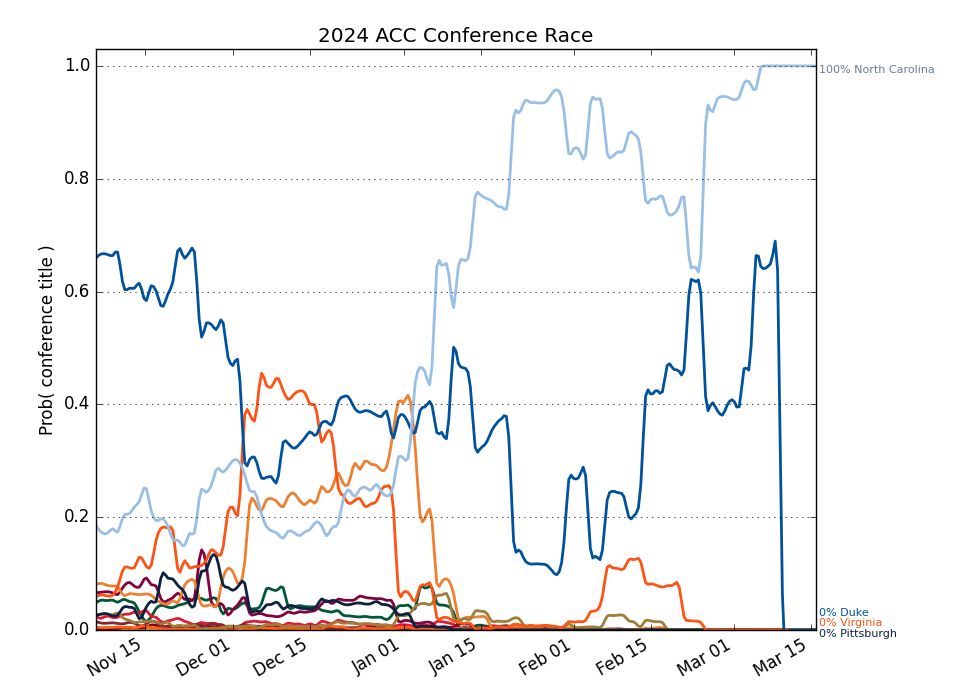 2024 ACC Conference Race
Prob( conference title )
1.0
0.8
0.6
0.4
0.2
0.0
100% North Carolina
0% Duke
0% Virginia
0% Pittsburgh
Nov 15
Dec 01
Dec 15
Jan 01
Jan 15
Feb 01
Feb 15
Mar 01
Mar 15